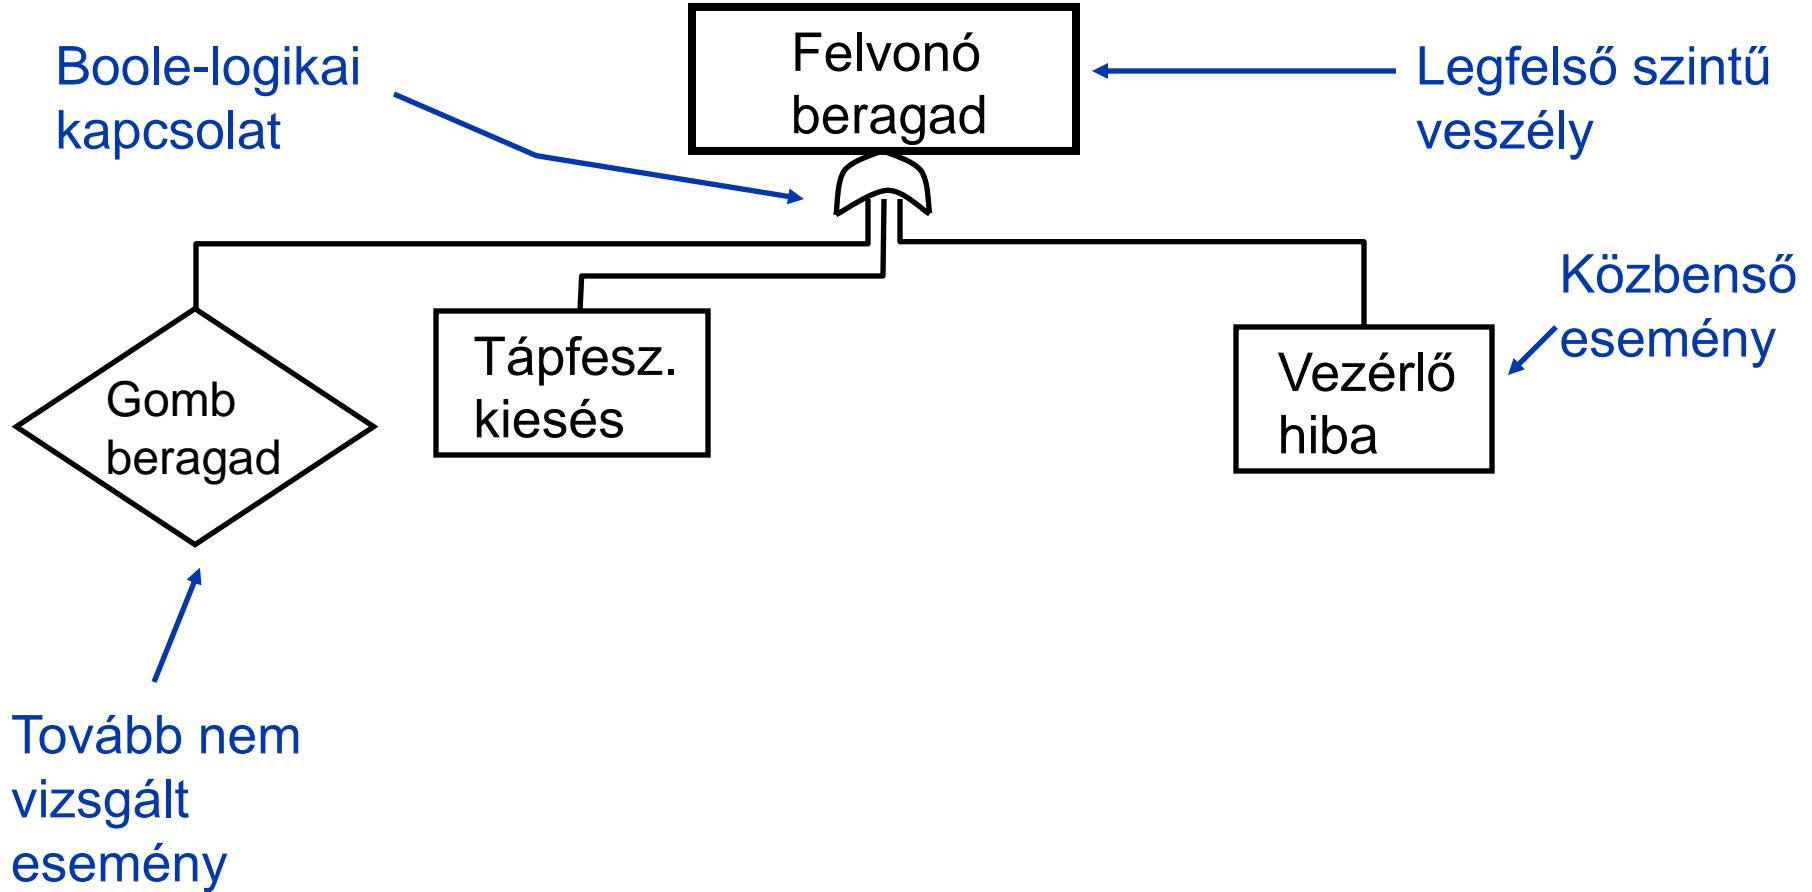 Boole-logikai
kapcsolat
Felvonó
beragad
Legfelső szintű
veszély
Közbenső
esemény
Gomb
beragad
Tápfesz.
kiesés
Vezérlő
hiba
Tovább nem
vizsgált
esemény